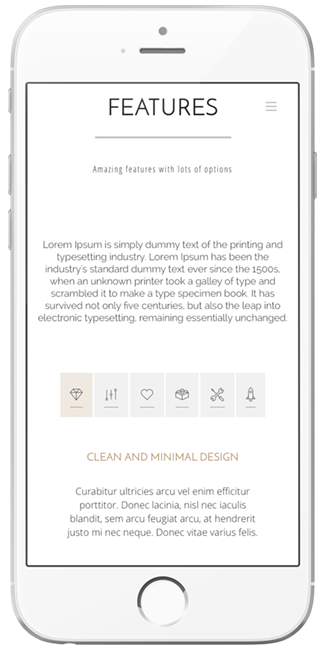 FEATURES
Amazing features with lots of options
Lorem Ipsum is simply dummy text of the printing and
typesetting industry. Lorem Ipsum has been the
industry's standard dummy text ever since the 1500s,
when an unknown printer took a galley of type and
scrambled it to make a type specimen book. It has
survived not only five centuries, but also the leap into
electronic typesetting, remaining essentially unchanged.
CLEAN AND MINIMAL DESIGN
Curabitur ultricies arcu vel enim efficitur
porttitor. Donec lacinia, nisl nec iaculis
blandit, sem arcu feugiat arcu, at hendrerit
justo mi nec neque. Donec vitae varius felis.